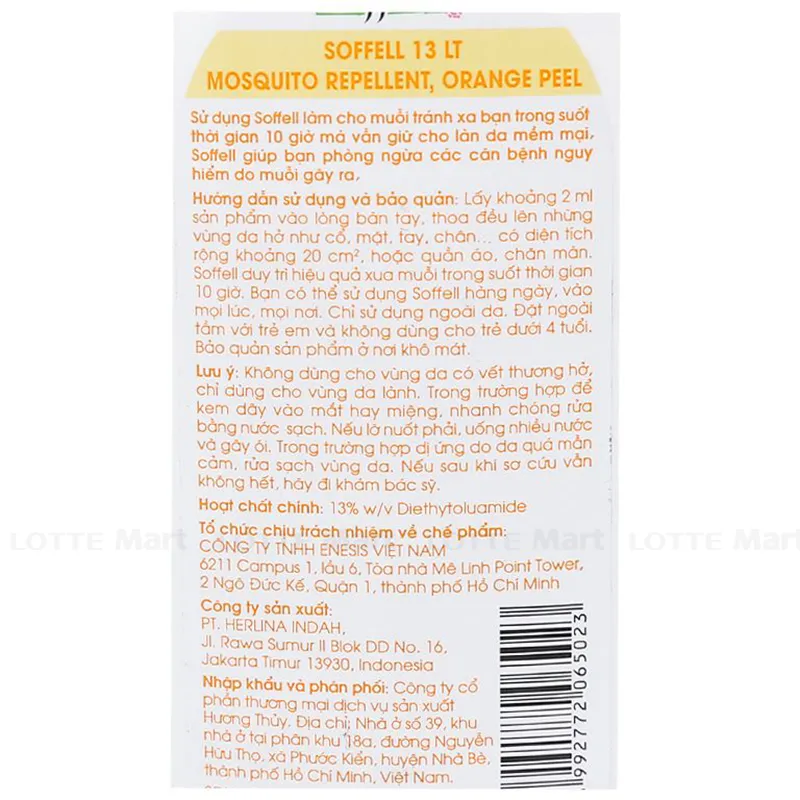 SOFFELL 13 LT
MOSQUITO REPELLENT, ORANGE PEEL
Sử dụng Soffell làm cho muỗi tránh xa bạn trong suốt
thời gian 10 giờ mà vẫn giữ cho làn da mềm mại,
Soffell giúp bạn phòng ngừa các căn bệnh nguy
hiểm do muỗi gây ra,
Hướng dẫn sử dụng và bảo quản: Lấy khoảng 2 ml
sản phẩm vào lòng bàn tay, thoa đều lên những
vùng da hở như cổ, mặt, tay, chân... có diện tích
rộng khoảng 20 cm², hoặc quần áo, chăn màn.
Soffell duy trì hiệu quả xua muỗi trong suốt thời gian
10 giờ. Bạn có thể sử dụng Soffell hàng ngày, vào
mọi lúc, mọi nơi. Chỉ sử dụng ngoài da. Đặt ngoài
tầm với trẻ em và không dùng cho trẻ dưới 4 tuổi.
Bảo quản sản phẩm ở nơi khô mát.
Lưu ý: Không dùng cho vùng da có vết thương hở,
chỉ dùng cho vùng da lành. Trong trường hợp để
kem dây vào mắt hay miệng, nhanh chóng rửa
bằng nước sạch. Nếu lỡ nuốt phải, uống nhiều nước
và gây ói. Trong trường hợp dị ứng do da quá mẫn
cảm, rửa sạch vùng da. Nếu sau khi sơ cứu vẫn
không hết, hãy đi khám bác sỹ.
Hoạt chất chính: 13% w/v Diethytoluamide
Tổ chức chịu trách nhiệm về chế phẩm:
LOTTE Mart LOTTE Mart LOTTE Mart LOTTE Mart
CÔNG TY TNHH ENESIS VIỆT NAM
6211 Campus 1, lầu 6, Tòa nhà Mê Linh Point Tower,
2 Ngô Đức Kế, Quận 1, thành phố Hồ Chí Minh
Công ty sản xuất:
PT. HERLINA INDAH,
Jl. Rawa Sumur II Blok DD No. 16,
Jakarta Timur 13930, Indonesia
Nhập khẩu và phân phối: Công ty cổ
phần thương mại dịch vụ sản xuất
Hương Thủy. Địa chỉ: Nhà ở số 39, khu
nhà ở tại phân khu 18a, đường Nguyễn
Hữu Thọ, xã Phước Kiển, huyện Nhà Bè,
thành phố Hồ Chí Minh, Việt Nam.
992772 065023